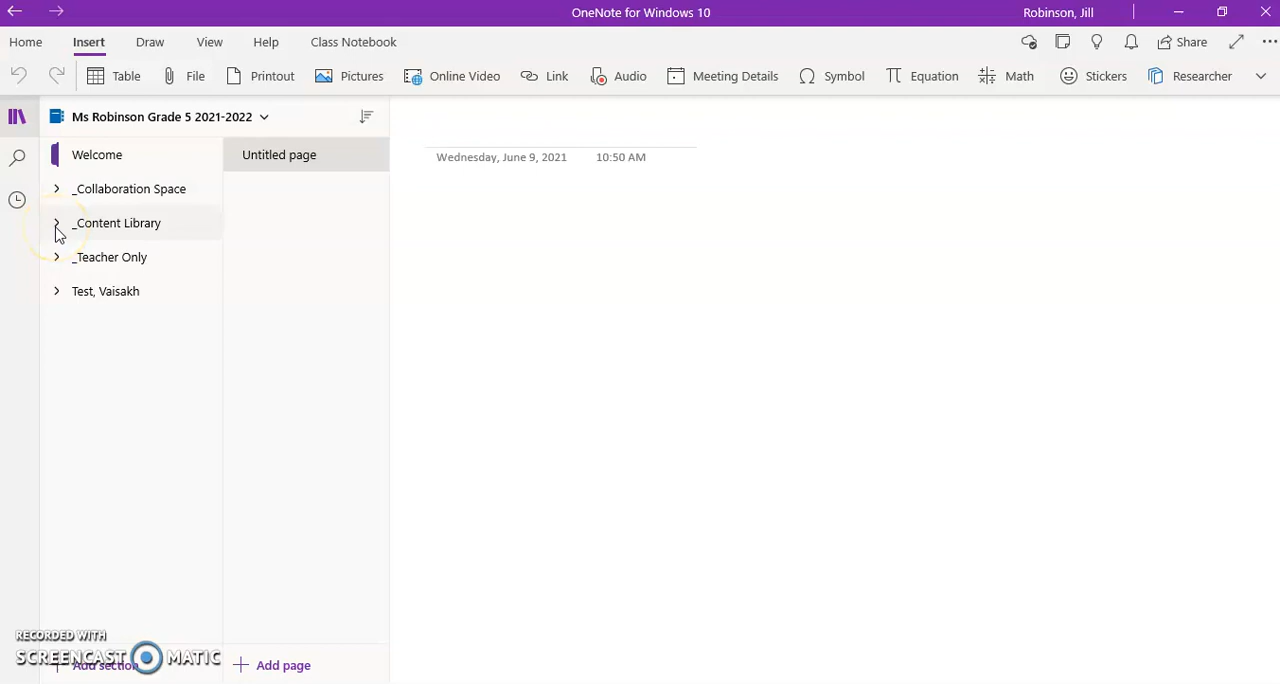 OneNote for Windows 10
Robinson, Jill
Home Insert Draw View Help Class Notebook
Share
Table File Printout Pictures Online Video Link Audio Meeting Details Symbol Equation Math Stickers Researcher
Ms Robinson Grade 5 2021-2022
Welcome
_Collaboration Space
_Content Library
_Teacher Only
Test, Vaisakh
Untitled page
Wednesday, June 9, 2021 10:50 AM
RECORDED WITH
SCREENCAST MATIC
Add section
Add page